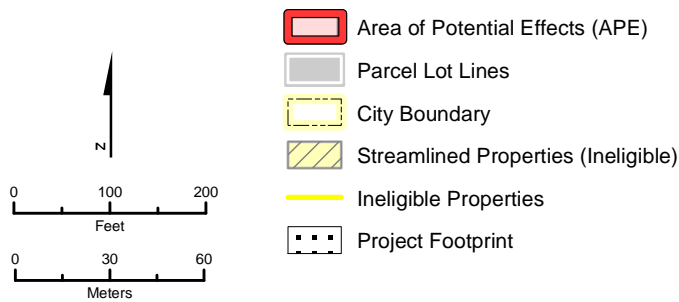 Area of Potential Effects (APE)
Parcel Lot Lines
City Boundary
Streamlined Properties (Ineligible)
Ineligible Properties
Project Footprint
N
0 100 200
Feet
0 30 60
Meters